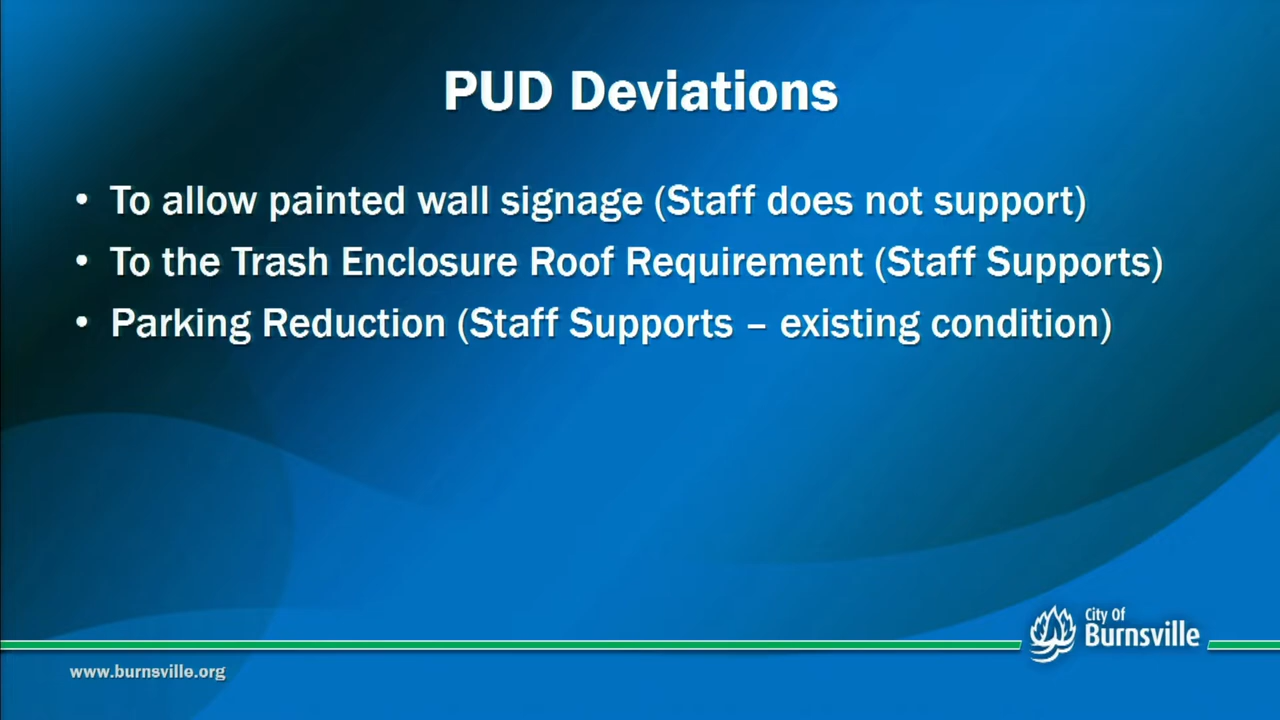 PUD Deviations
• To allow painted wall signage (Staff does not support)
• To the Trash Enclosure Roof Requirement (Staff Supports)
• Parking Reduction (Staff Supports – existing condition)
City Of
Burnsville
www.burnsville.org